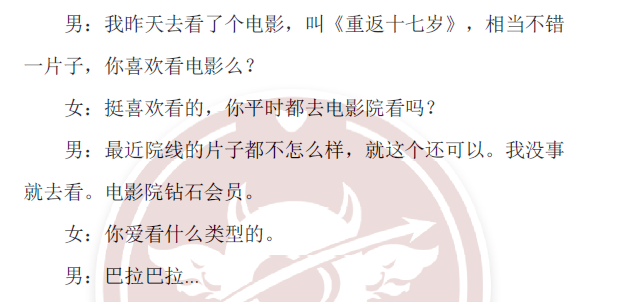 男：我昨天去看了个电影，叫《重返十七岁》，相当不错
一片子，你喜欢看电影么？
女：挺喜欢看的，你平时都去电影院看吗？
男：最近院线的片子都不怎么样，就这个还可以。我没事
就去看。电影院钻石会员。
女：你爱看什么类型的。
男：巴拉巴拉...